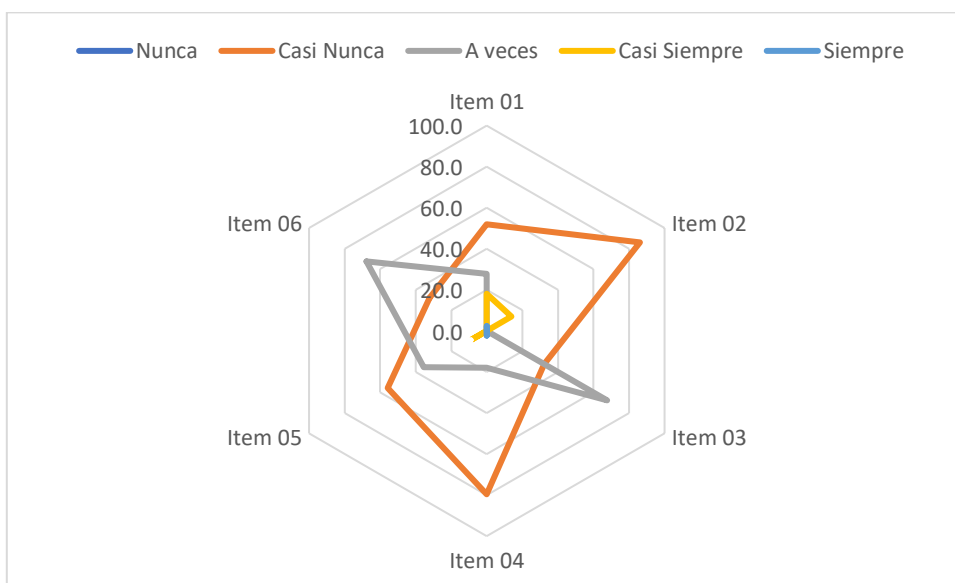 Nunca Casi Nunca A veces Casi Siempre Siempre
Item 01
100.0
80.0
60.0
40.0
20.0
0.0
Item 02
Item 03
Item 04
Item 05
Item 06